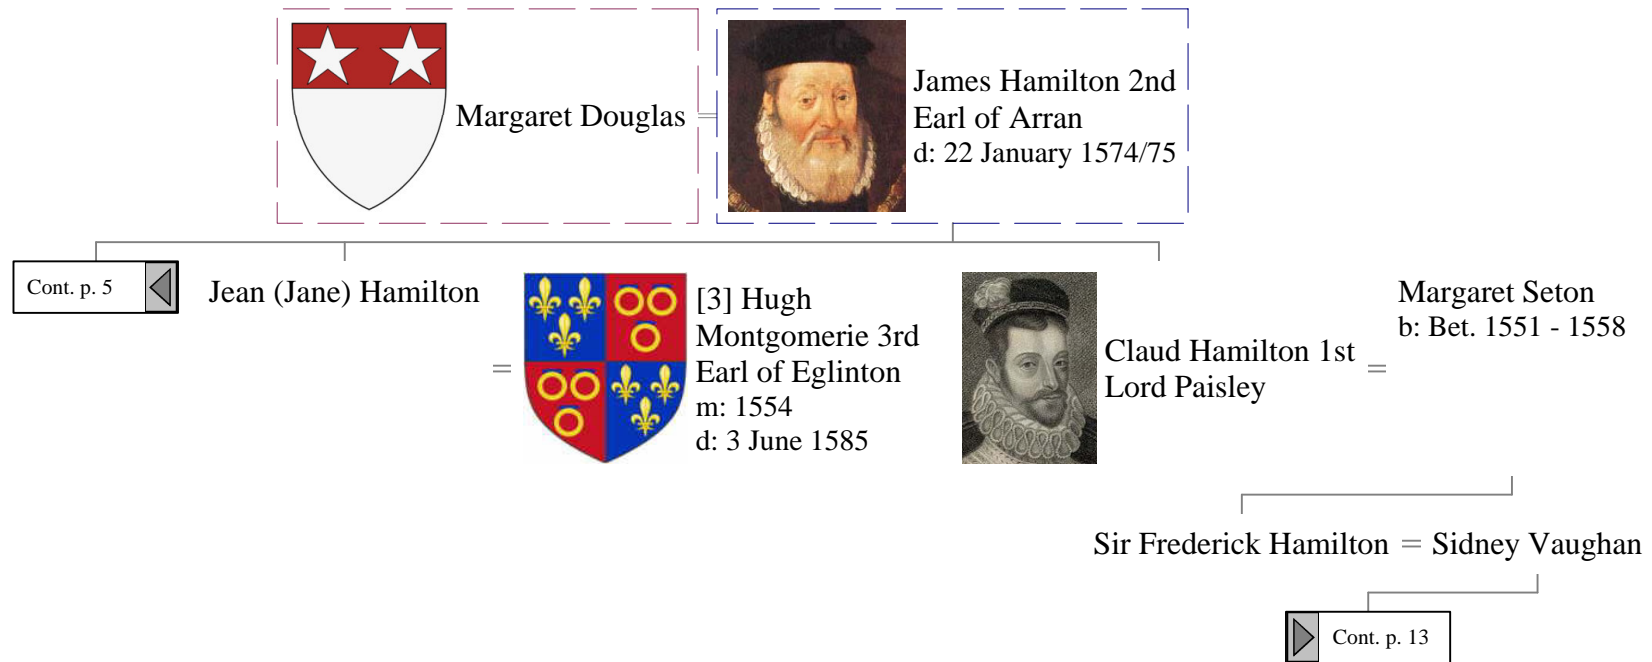 Margaret Douglas
James Hamilton 2nd
Earl of Arran
d: 22 January 1574/75
Cont. p. 5
Jean (Jane) Hamilton
=
[3] Hugh
Montgomerie 3rd
Earl of Eglinton
m: 1554
d: 3 June 1585
Claud Hamilton 1st
Lord Paisley
=
Margaret Seton
b: Bet. 1551 - 1558
Sir Frederick Hamilton = Sidney Vaughan
Cont. p. 13